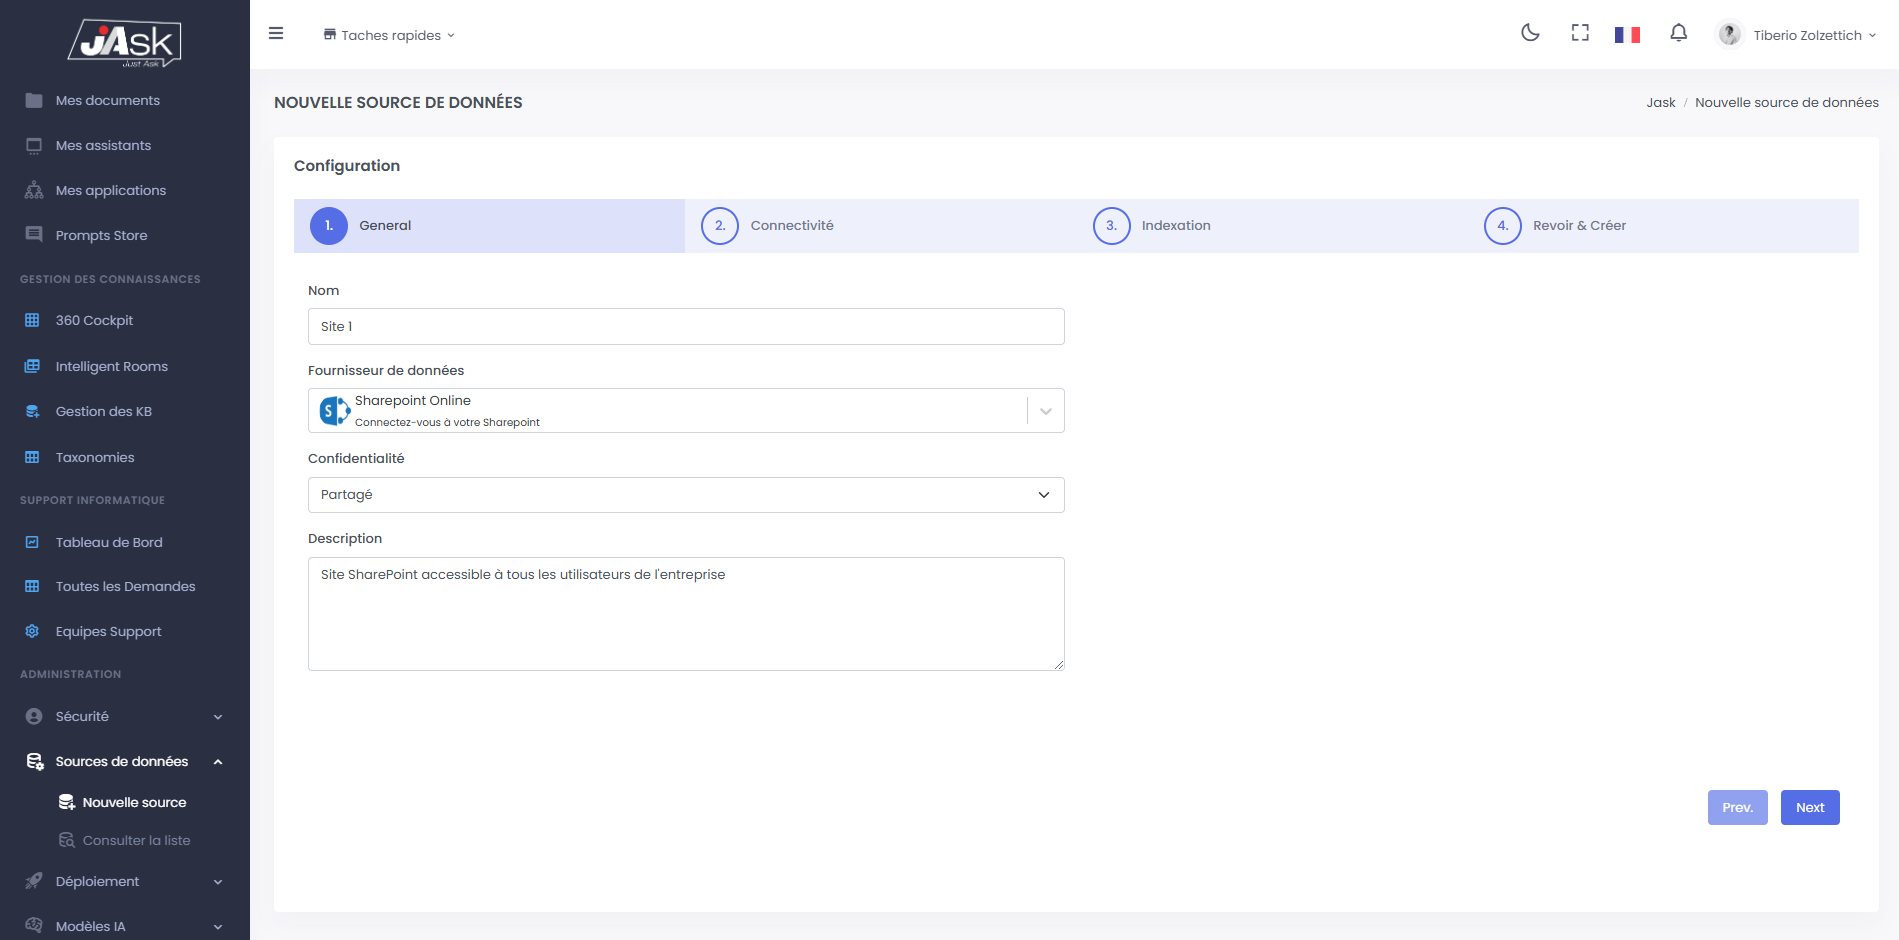 jAsk
Just Ask
Mes documents
Mes assistants
Mes applications
Prompts Store
GESTION DES CONNAISSANCES
360 Cockpit
Intelligent Rooms
Gestion des KB
Taxonomies
SUPPORT INFORMATIQUE
Tableau de Bord
Toutes les Demandes
Equipes Support
ADMINISTRATION
Sécurité
Sources de données
Nouvelle source
Consulter la liste
Déploiement
Modèles IA
Taches rapides
Tiberio Zolzettich
NOUVELLE SOURCE DE DONNÉES
Jask / Nouvelle source de données
Configuration
1. General
2. Connectivité
3. Indexation
4. Revoir & Créer
Nom
Site 1
Fournisseur de données
S
Sharepoint Online
Connectez-vous à votre Sharepoint
Confidentialité
Partagé
Description
Site SharePoint accessible à tous les utilisateurs de l'entreprise
Prev.
Next